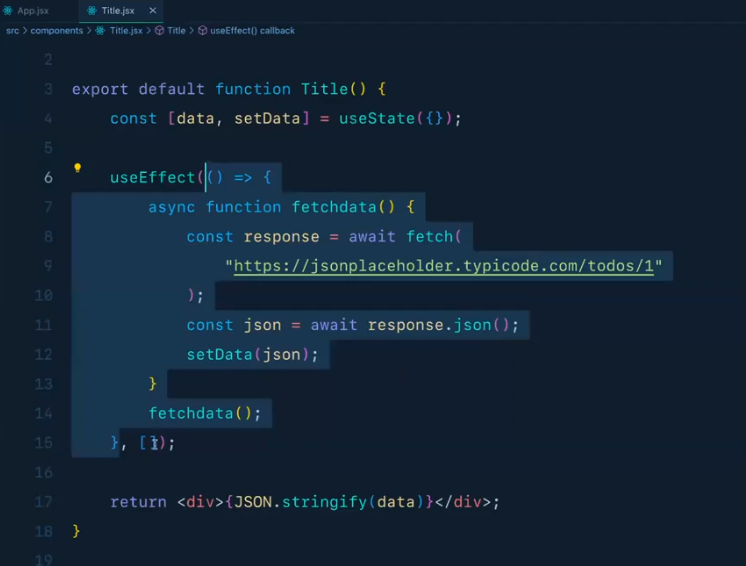 App.jsx Title.jsx ×
src > components > Title.jsx > Title > useEffect() callback
2
3 export default function Title() {
4 const [data, setData] = useState({});
5
6 useEffect(() => {
7 async function fetchdata() {
8 const response = await fetch(
9 "https://jsonplaceholder.typicode.com/todos/1"
10 );
11 const json = await response.json();
12 setData(json);
13 }
14 fetchdata();
15 }, []);
16
17 return <div>{JSON.stringify(data)}</div>;
18 }
19